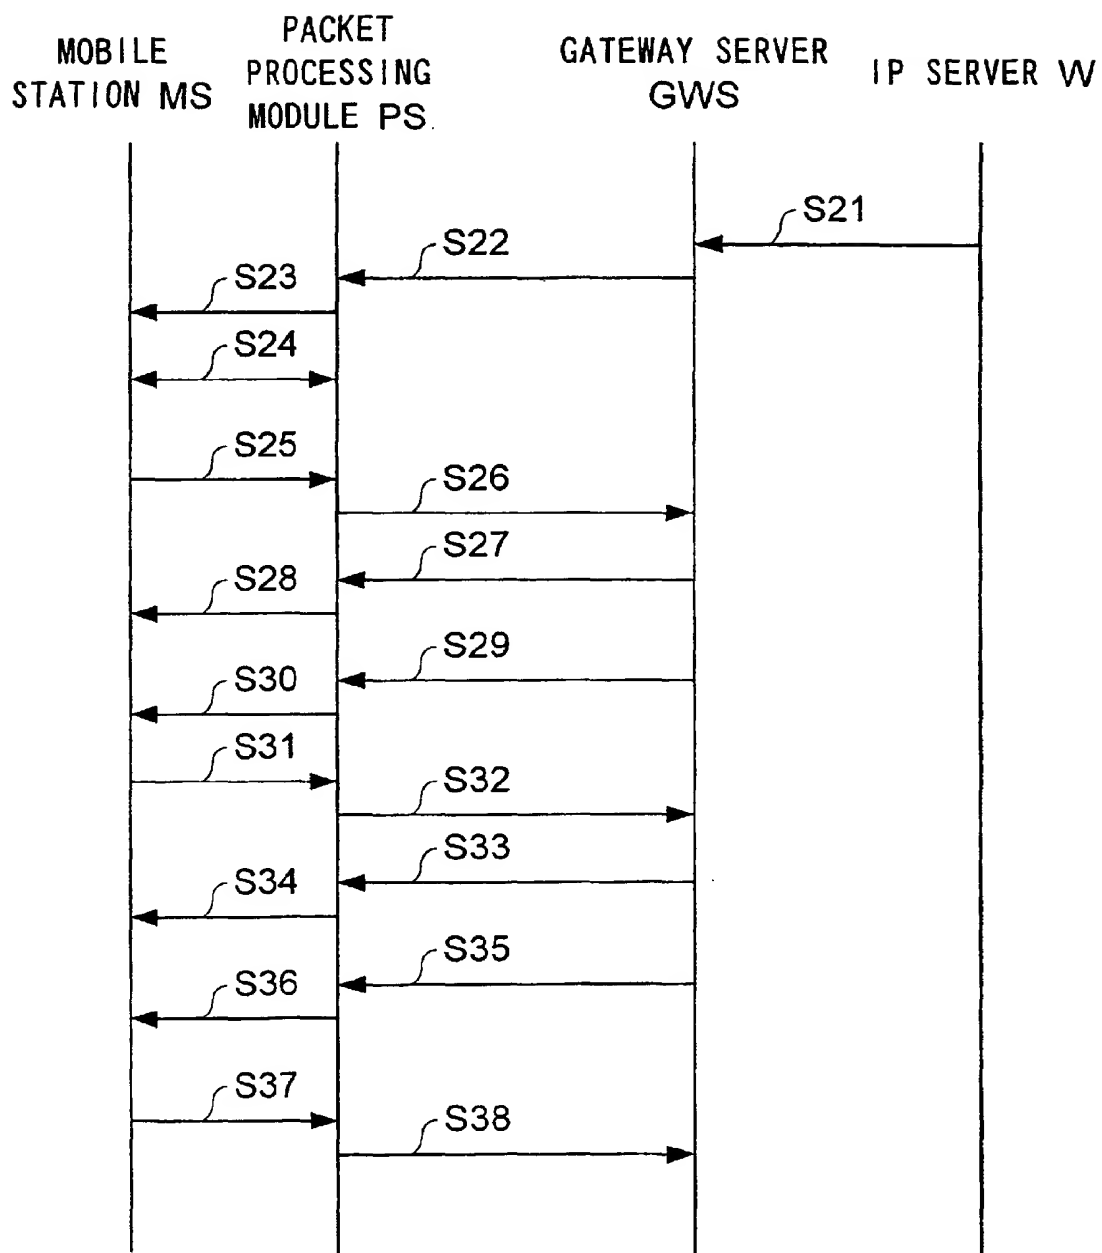 MOBILE
STATION MS
PACKET
PROCESSING
MODULE PS
GATEWAY SERVER
GWS
IP SERVER W
S21
S22
S23
S24
S25
S26
S27
S28
S29
S30
S31
S32
S33
S34
S35
S36
S37
S38